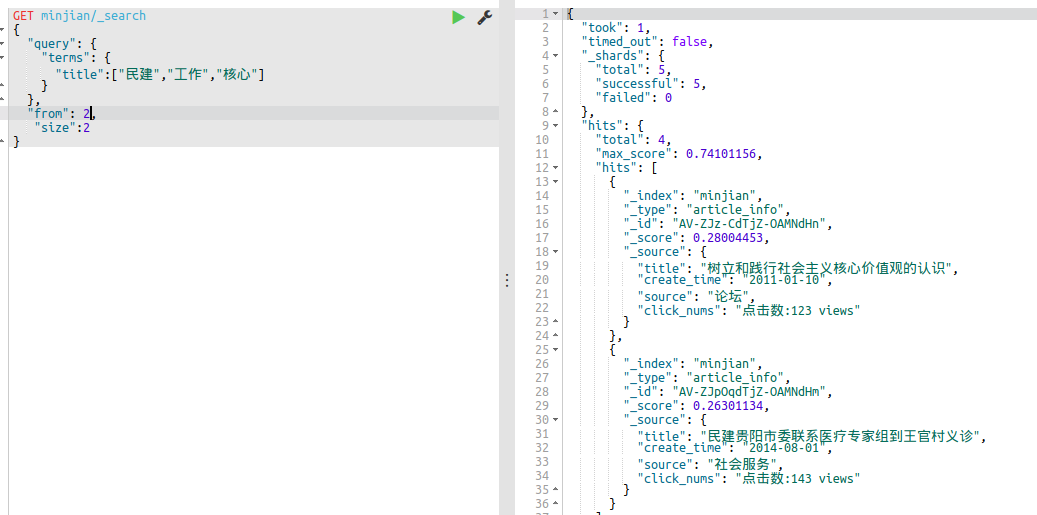 GET minjian/_search
{
"query": {
"terms": {
"title":["民建","工作","核心"]
}
},
"from": 2,
"size":2
}
1 {
2 "took": 1,
3 "timed_out": false,
4 "_shards": {
5 "total": 5,
6 "successful": 5,
7 "failed": 0
8 },
9 "hits": {
10 "total": 4,
11 "max_score": 0.74101156,
12 "hits": [
13 {
14 "_index": "minjian",
15 "_type": "article_info",
16 "_id": "AV-ZJz-CdTjZ-OAMNdHn",
17 "_score": 0.28004453,
18 "_source": {
19 "title": "树立和践行社会主义核心价值观的认识",
20 "create_time": "2011-01-10",
21 "source": "论坛",
22 "click_nums": "点击数:123 views"
23 }
24 },
25 {
26 "_index": "minjian",
27 "_type": "article_info",
28 "_id": "AV-ZJpOqdTjZ-OAMNdHm",
29 "_score": 0.26301134,
30 "_source": {
31 "title": "民建贵阳市委联系医疗专家组到王官村义诊",
32 "create_time": "2014-08-01",
33 "source": "社会服务",
34 "click_nums": "点击数:143 views"
35 }
36 }